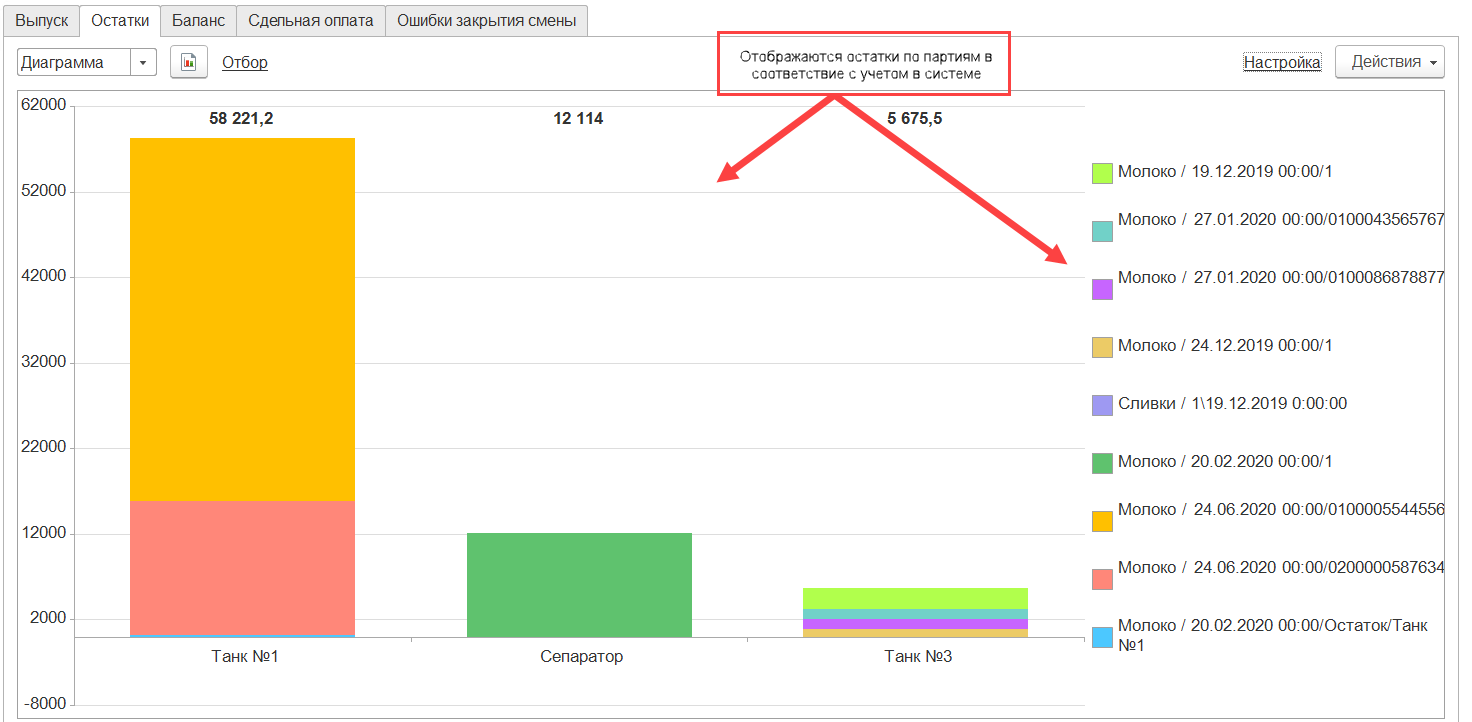 Выпуск Остатки Баланс Сдельная оплата Ошибки закрытия смены
Диаграмма Отбор Настройка Действия
Отображаются остатки по партиям в
соответствие с учетом в системе
62000
52000
42000
32000
22000
12000
2000
-8000
58 221,2 12 114 5 675,5
Танк №1 Сепаратор Танк №3
Молоко / 19.12.2019 00:00/1
Молоко / 27.01.2020 00:00/0100043565767
Молоко / 27.01.2020 00:00/0100086878877
Молоко / 24.12.2019 00:00/1
Сливки / 1\19.12.2019 0:00:00
Молоко / 20.02.2020 00:00/1
Молоко / 24.06.2020 00:00/0100005544556
Молоко / 24.06.2020 00:00/0200000587634
Молоко / 20.02.2020 00:00/Остаток/Танк
№1